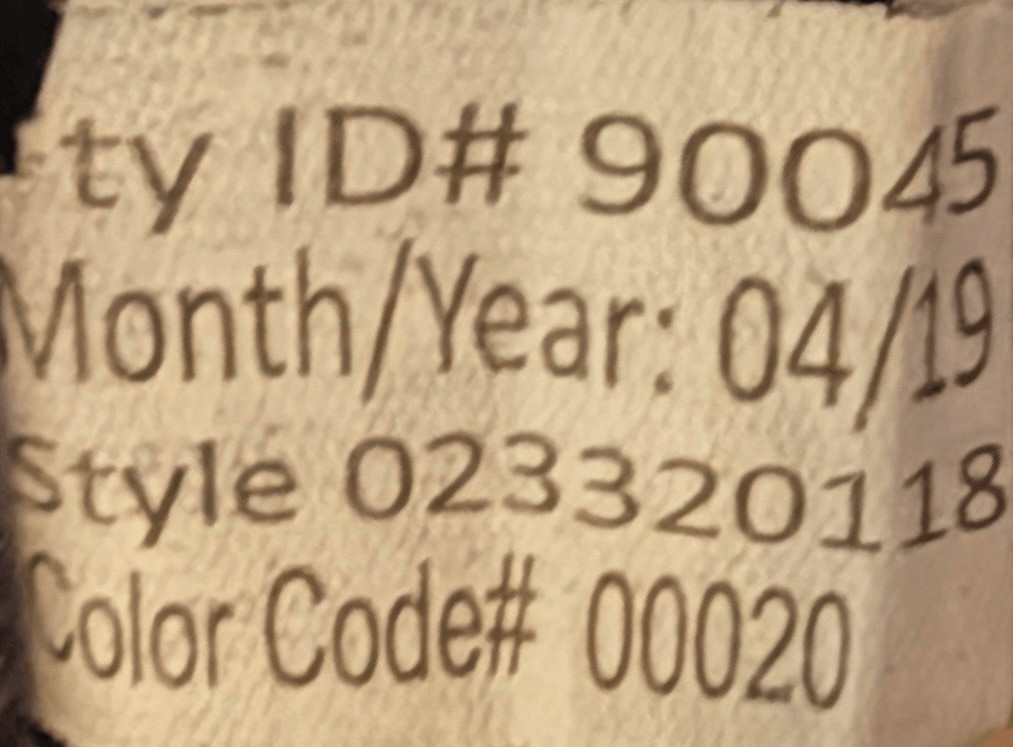 ty ID# 90045
Month/Year: 04/19
Style 023320118
Color Code# 00020